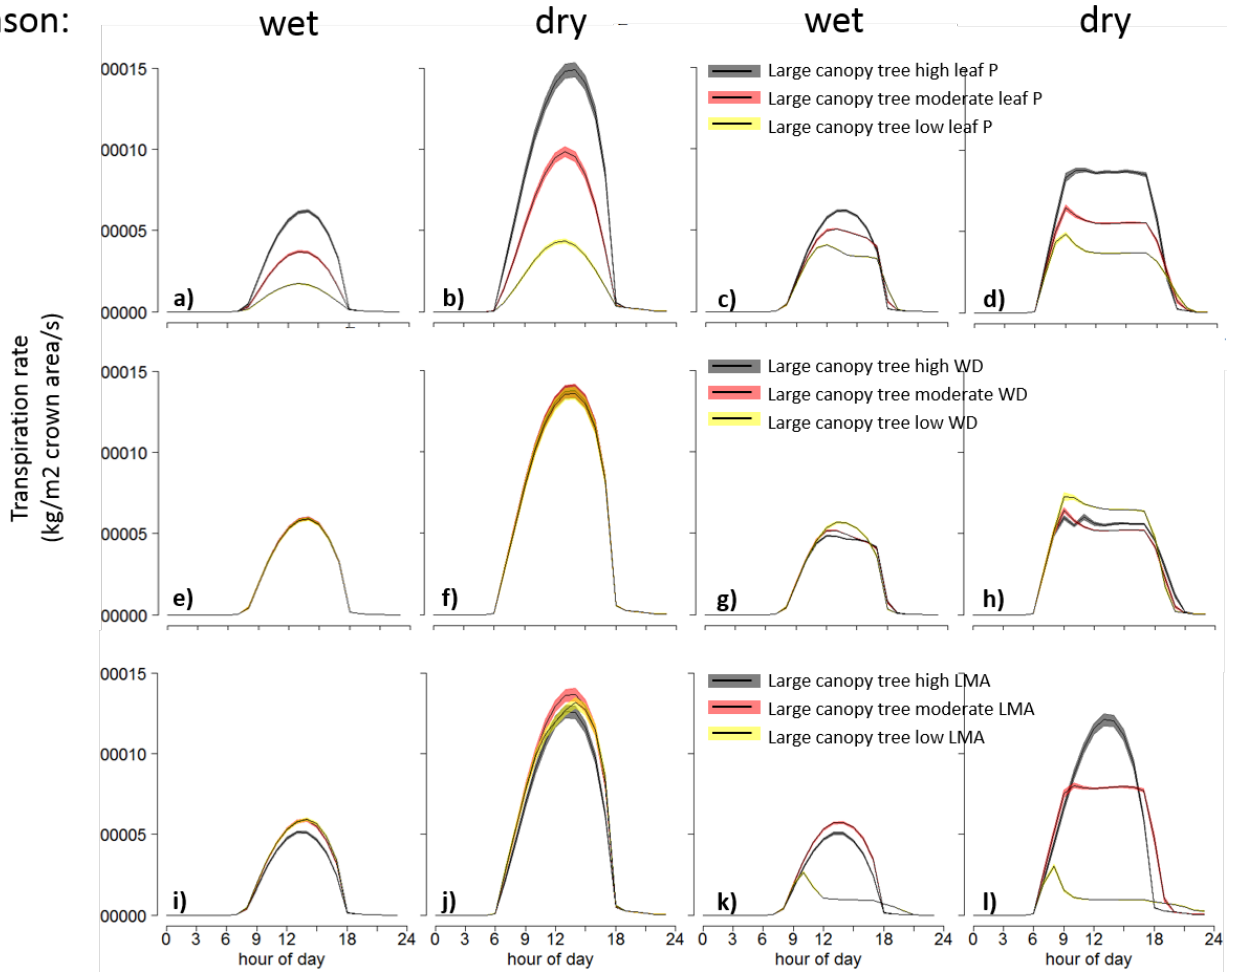 ason: wet dry wet dry
Large canopy tree high leaf P
Large canopy tree moderate leaf P
Large canopy tree low leaf P
00015
00010
00005
00000
a) b) c) d)
Transpiration rate
(kg/m2 crown area/s)
Large canopy tree high WD
Large canopy tree moderate WD
Large canopy tree low WD
00015
00010
00005
00000
e) f) g) h)
Large canopy tree high LMA
Large canopy tree moderate LMA
Large canopy tree low LMA
00015
00010
00005
00000
i) j) k) l)
0 3 6 9 12 18 24 0 6 12 18 24 0 6 9 12 18 24 0 6 9 12 18 24
hour of day hour of day hour of day hour of day